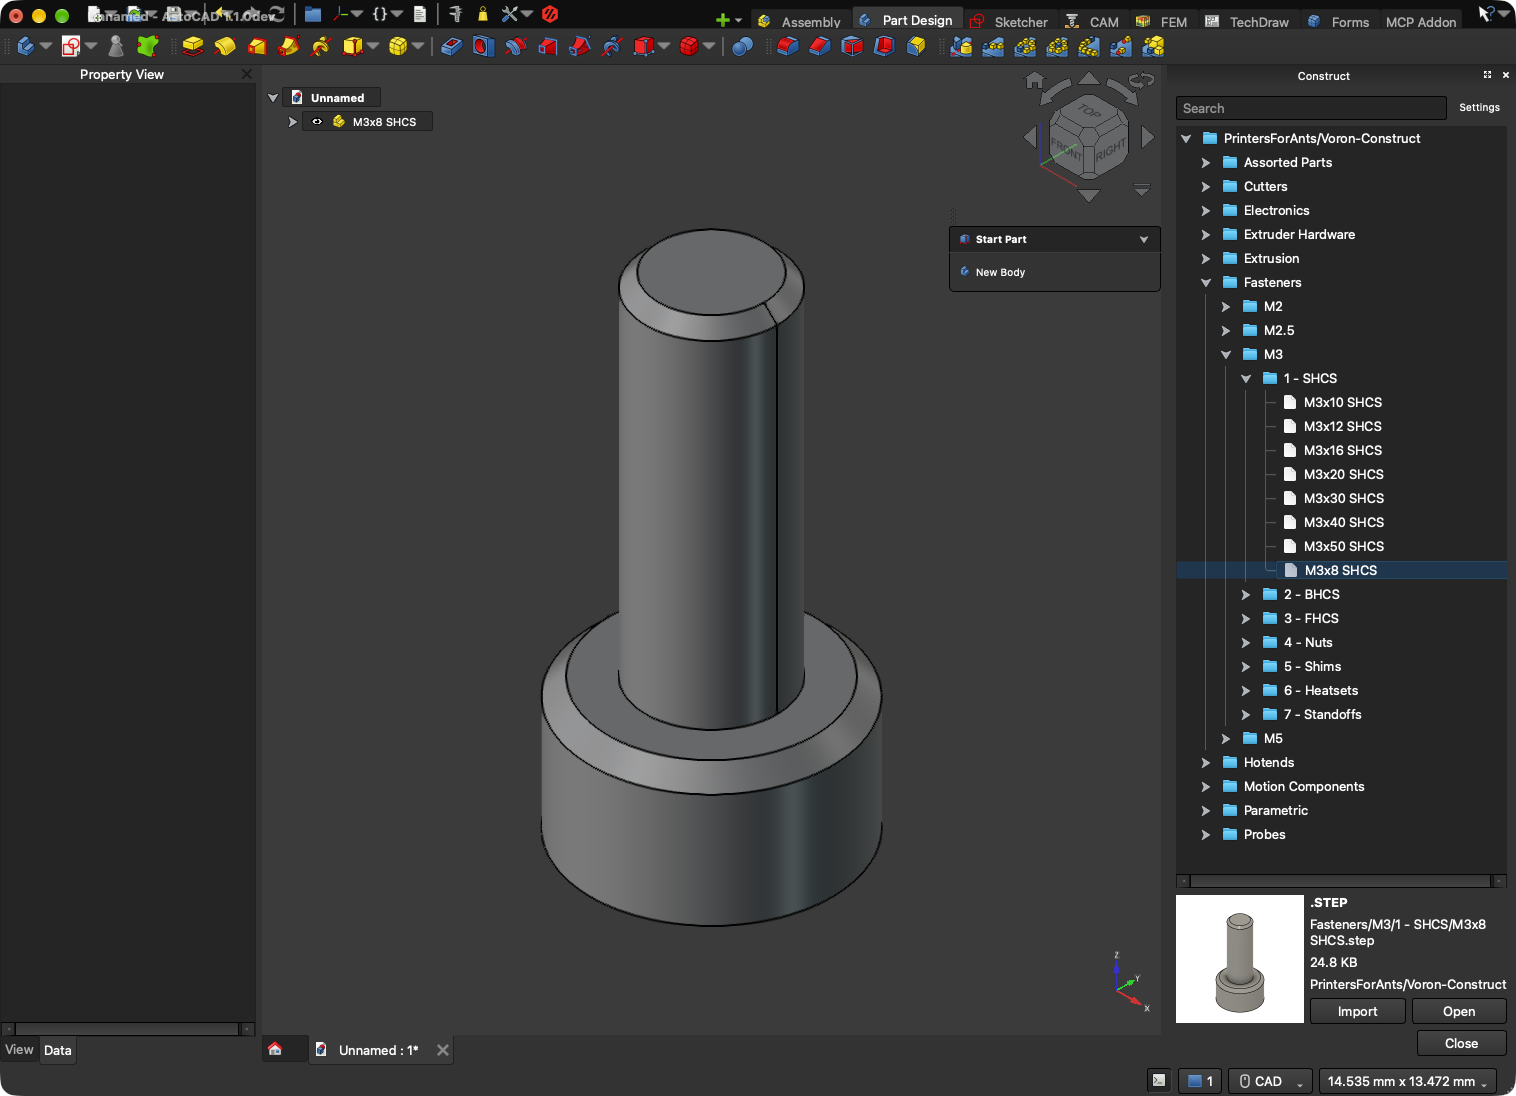 Assembly
Part Design
Sketcher
CAM
FEM
TechDraw
Forms
MCP Addon
Property View
Construct
Unnamed
M3x8 SHCS
TOP
FRONT
RIGHT
Start Part
New Body
Search
Settings
PrintersForAnts/Voron-Construct
Assorted Parts
Cutters
Electronics
Extruder Hardware
Extrusion
Fasteners
M2
M2.5
M3
1 - SHCS
M3x10 SHCS
M3x12 SHCS
M3x16 SHCS
M3x20 SHCS
M3x30 SHCS
M3x40 SHCS
M3x50 SHCS
M3x8 SHCS
2 - BHCS
3 - FHCS
4 - Nuts
5 - Shims
6 - Heatsets
7 - Standoffs
M5
Hotends
Motion Components
Parametric
Probes
.STEP
Fasteners/M3/1 - SHCS/M3x8
SHCS.step
24.8 KB
PrintersForAnts/Voron-Construct
Import
Open
Close
Z
Y
X
View
Data
Unnamed : 1*
1
CAD
14.535 mm x 13.472 mm